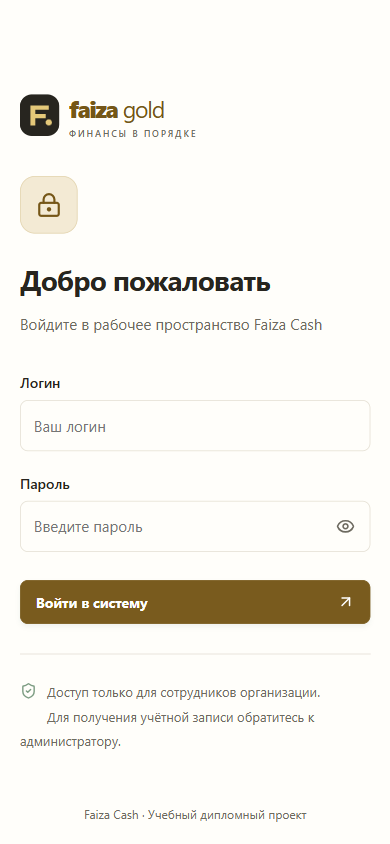 F.
faiza gold
ФИНАНСЫ В ПОРЯДКЕ
Добро пожаловать
Войдите в рабочее пространство Faiza Cash
Логин
Ваш логин
Пароль
Введите пароль
Войти в систему
Доступ только для сотрудников организации.
Для получения учётной записи обратитесь к
администратору.
Faiza Cash · Учебный дипломный проект